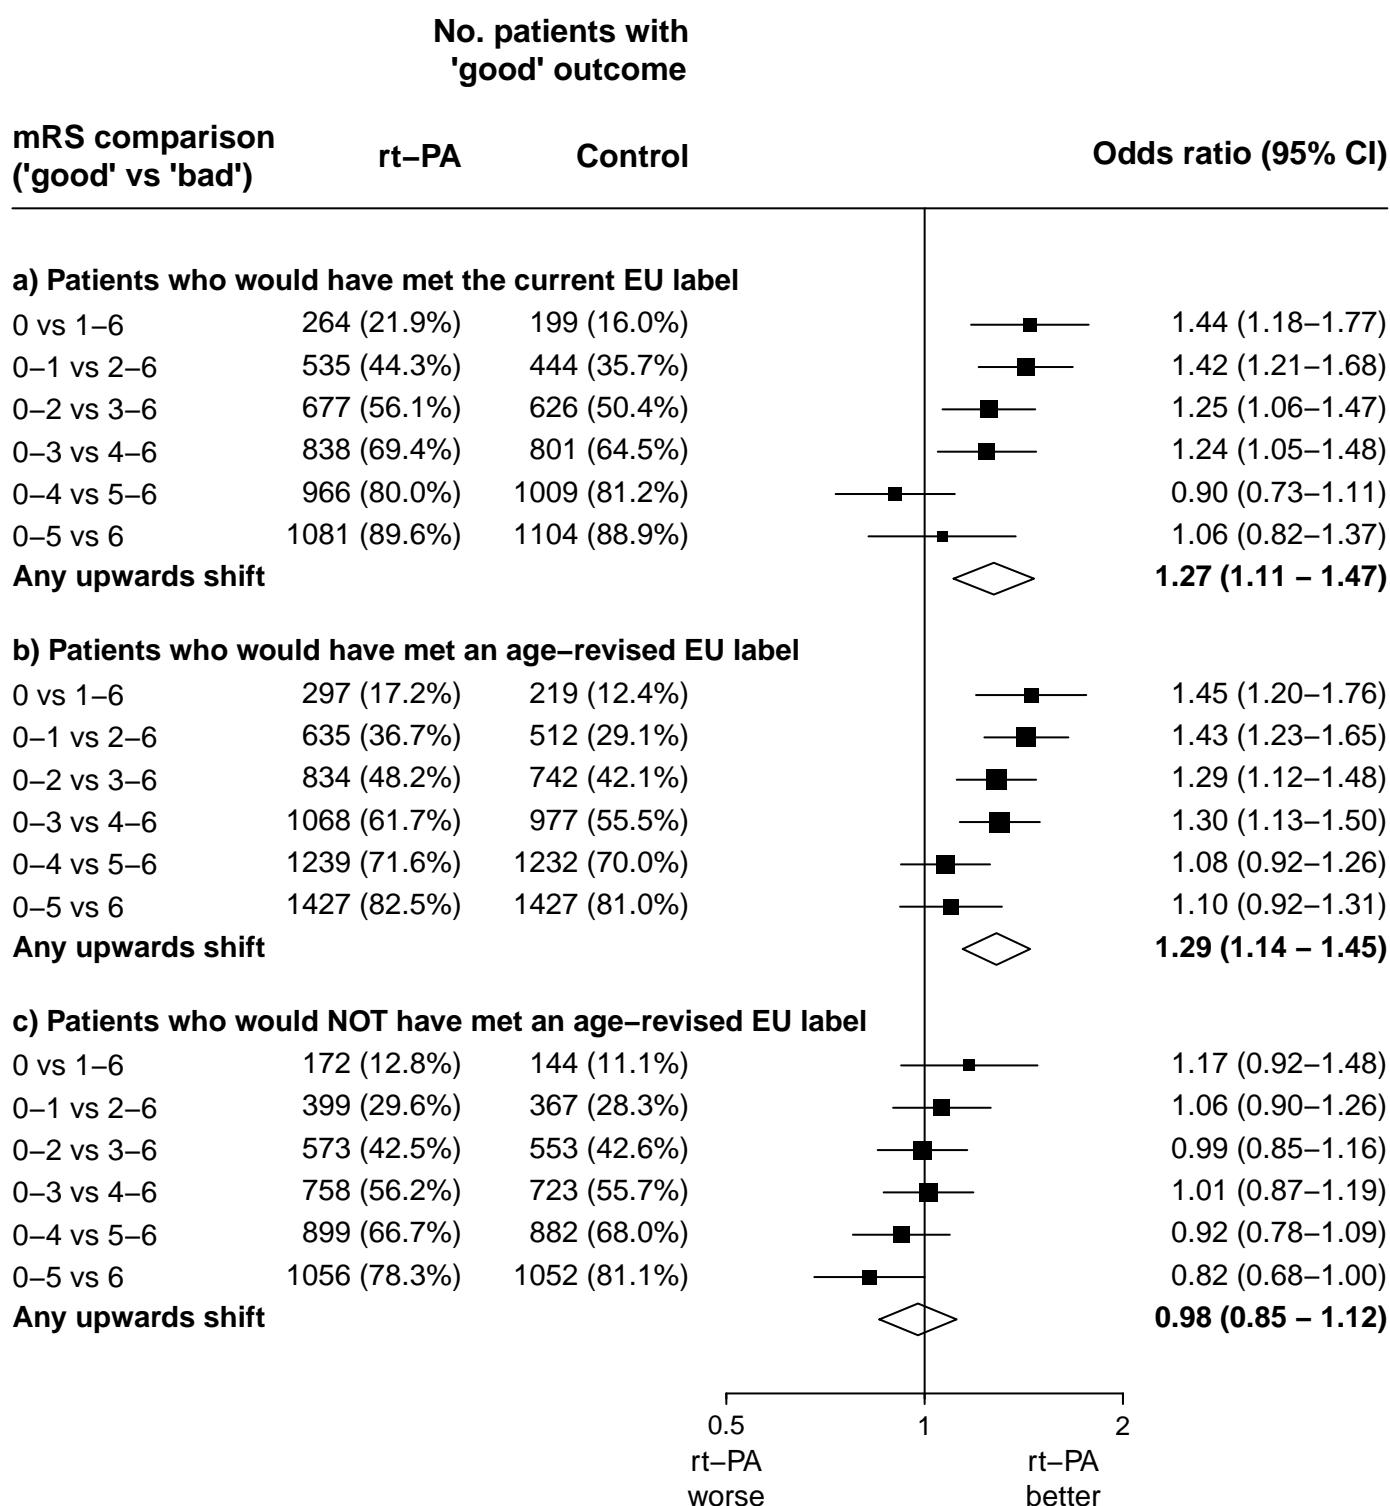 No. patients with
'good' outcome
mRS comparison
('good' vs 'bad') rt–PA Control Odds ratio (95% CI)
a) Patients who would have met the current EU label
0 vs 1–6 264 (21.9%) 199 (16.0%) 1.44 (1.18–1.77)
0–1 vs 2–6 535 (44.3%) 444 (35.7%) 1.42 (1.21–1.68)
0–2 vs 3–6 677 (56.1%) 626 (50.4%) 1.25 (1.06–1.47)
0–3 vs 4–6 838 (69.4%) 801 (64.5%) 1.24 (1.05–1.48)
0–4 vs 5–6 966 (80.0%) 1009 (81.2%) 0.90 (0.73–1.11)
0–5 vs 6 1081 (89.6%) 1104 (88.9%) 1.06 (0.82–1.37)
Any upwards shift 1.27 (1.11 – 1.47)
b) Patients who would have met an age–revised EU label
0 vs 1–6 297 (17.2%) 219 (12.4%) 1.45 (1.20–1.76)
0–1 vs 2–6 635 (36.7%) 512 (29.1%) 1.43 (1.23–1.65)
0–2 vs 3–6 834 (48.2%) 742 (42.1%) 1.29 (1.12–1.48)
0–3 vs 4–6 1068 (61.7%) 977 (55.5%) 1.30 (1.13–1.50)
0–4 vs 5–6 1239 (71.6%) 1232 (70.0%) 1.08 (0.92–1.26)
0–5 vs 6 1427 (82.5%) 1427 (81.0%) 1.10 (0.92–1.31)
Any upwards shift 1.29 (1.14 – 1.45)
c) Patients who would NOT have met an age–revised EU label
0 vs 1–6 172 (12.8%) 144 (11.1%) 1.17 (0.92–1.48)
0–1 vs 2–6 399 (29.6%) 367 (28.3%) 1.06 (0.90–1.26)
0–2 vs 3–6 573 (42.5%) 553 (42.6%) 0.99 (0.85–1.16)
0–3 vs 4–6 758 (56.2%) 723 (55.7%) 1.01 (0.87–1.19)
0–4 vs 5–6 899 (66.7%) 882 (68.0%) 0.92 (0.78–1.09)
0–5 vs 6 1056 (78.3%) 1052 (81.1%) 0.82 (0.68–1.00)
Any upwards shift 0.98 (0.85 – 1.12)
0.5 1 2
rt–PA rt–PA
worse better